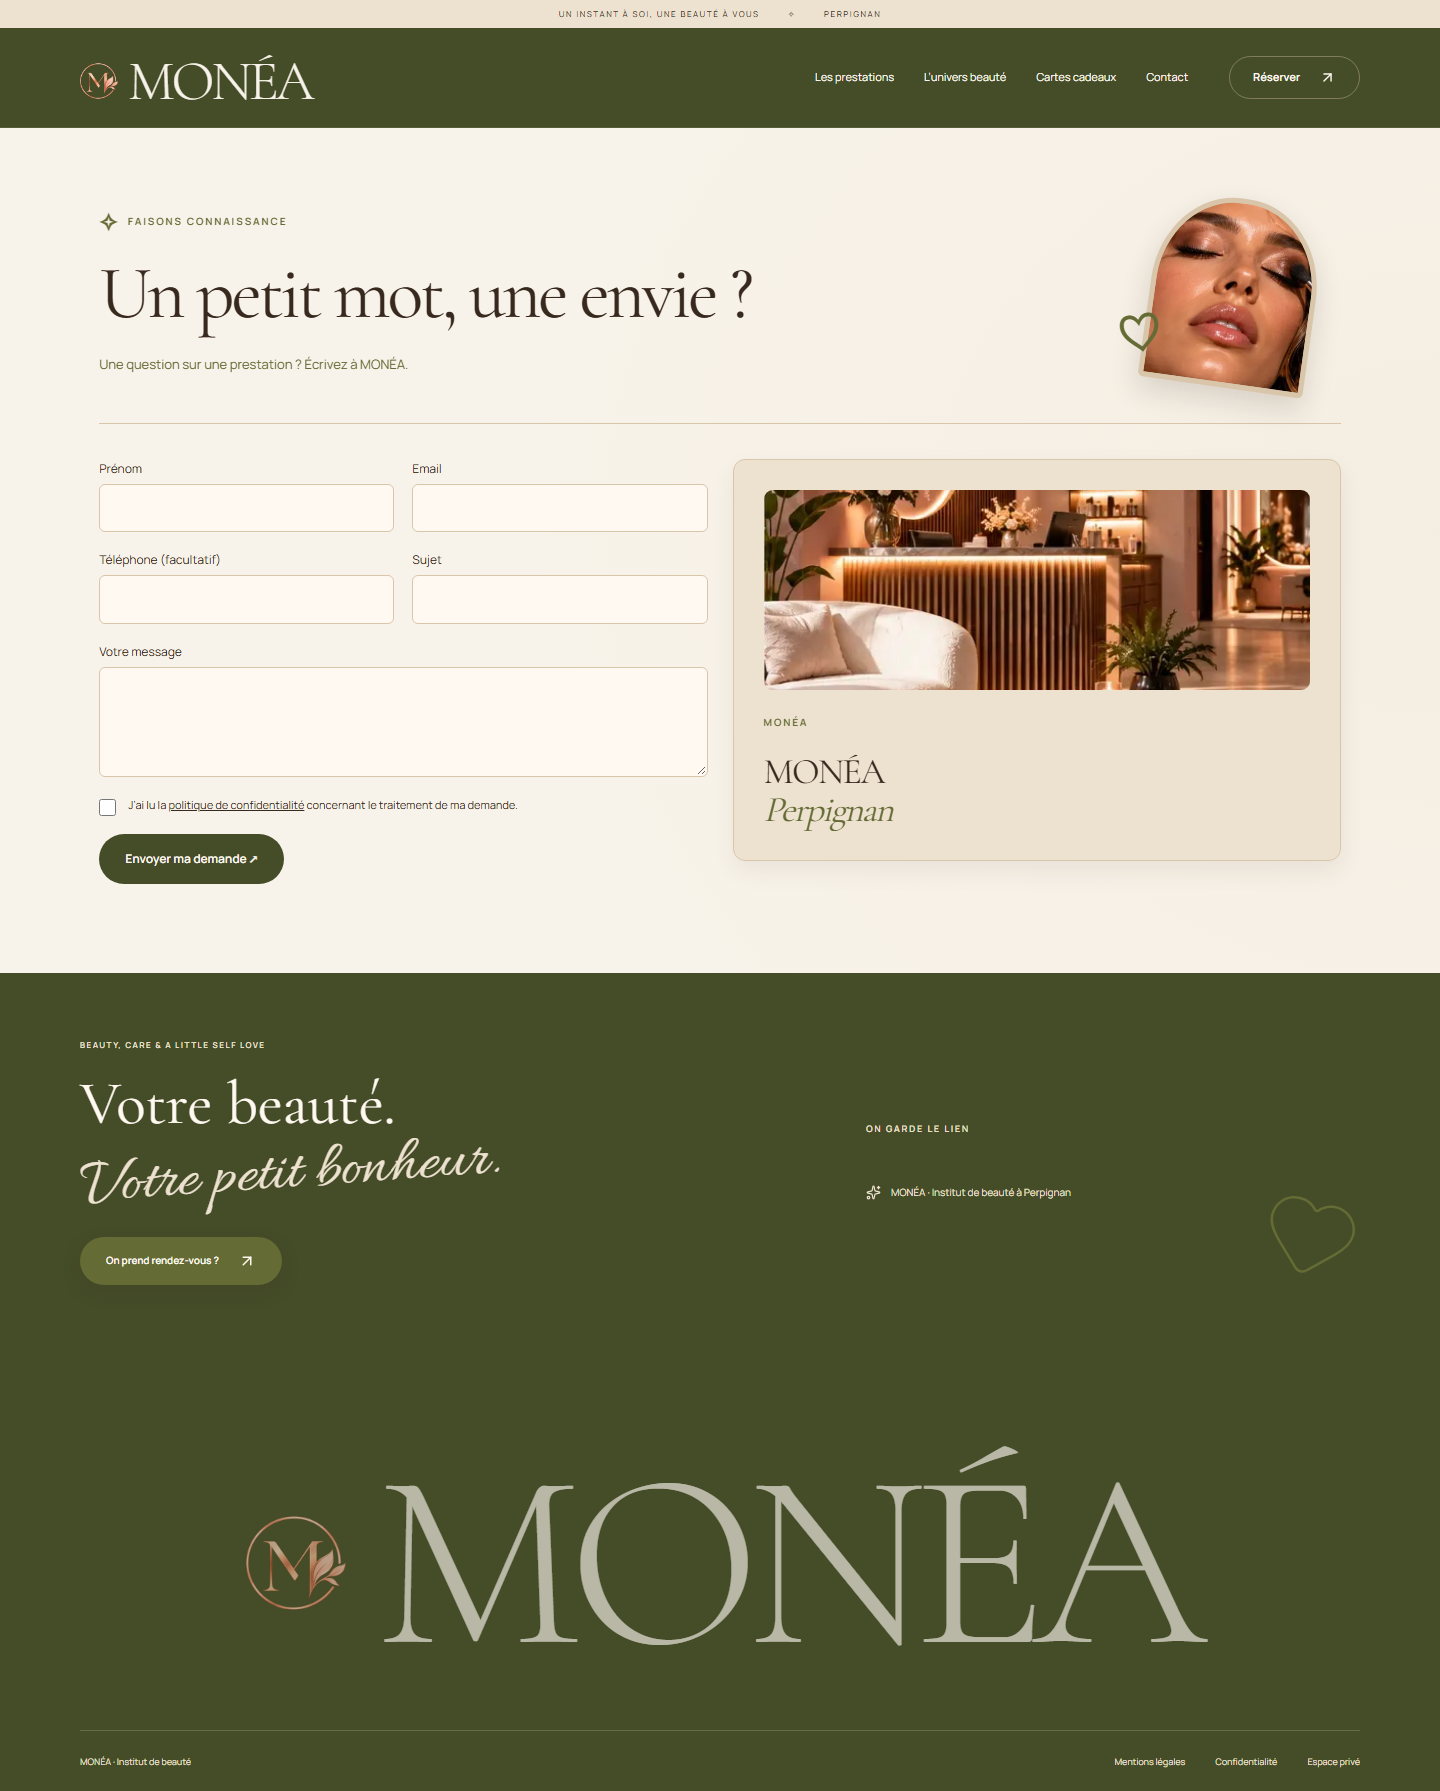 UN INSTANT À SOI, UNE BEAUTÉ À VOUS ✧ PERPIGNAN
M MONÉA
Les prestations L'univers beauté Cartes cadeaux Contact Réserver
FAISONS CONNAISSANCE
Un petit mot, une envie ?
Une question sur une prestation ? Écrivez à MONÉA.
Prénom
Email
Téléphone (facultatif)
Sujet
Votre message
J'ai lu la politique de confidentialité concernant le traitement de ma demande.
Envoyer ma demande ↗
MONÉA
MONÉA
Perpignan
BEAUTY, CARE & A LITTLE SELF LOVE
Votre beauté.
Votre petit bonheur.
On prend rendez-vous ?
ON GARDE LE LIEN
MONÉA · Institut de beauté à Perpignan
M MONÉA
MONÉA · Institut de beauté
Mentions légales Confidentialité Espace privé